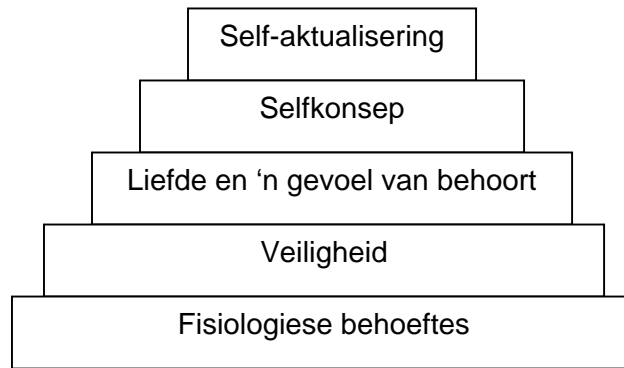 Self-aktualisering
Selfkonsep
Liefde en ‘n gevoel van behoort
Veiligheid
Fisiologiese behoeftes